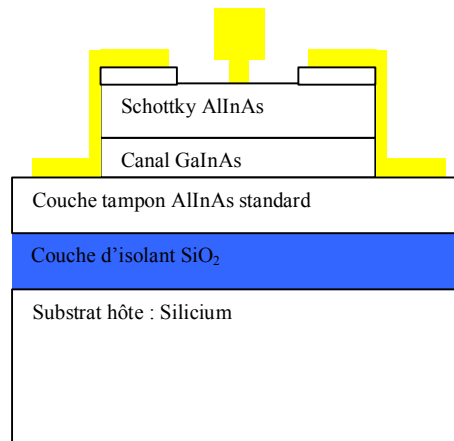 Schottky AlInAs
Canal GaInAs
Couche tampon AlInAs standard
Couche d’isolant SiO₂
Substrat hôte : Silicium